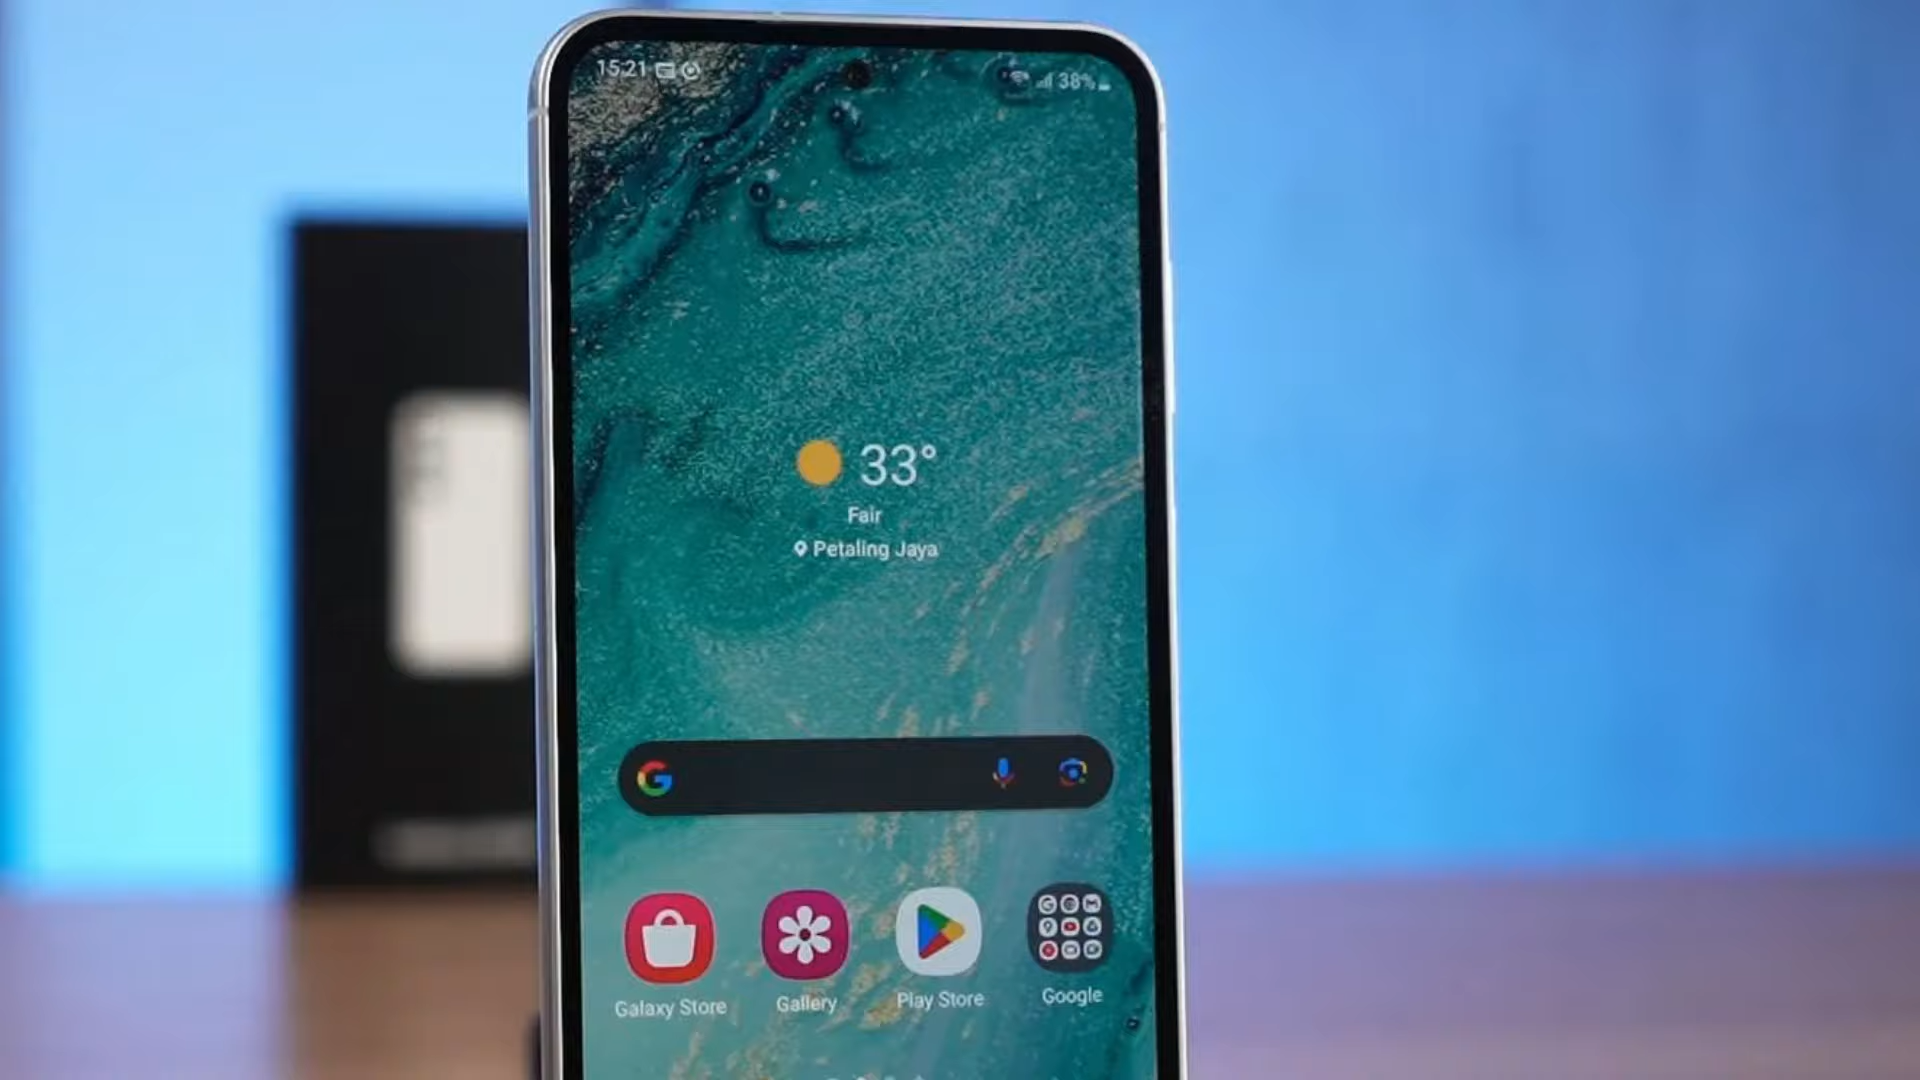 15:21
38%
33°
Fair
Petaling Jaya
G
Galaxy Store
Gallery
Play Store
Google